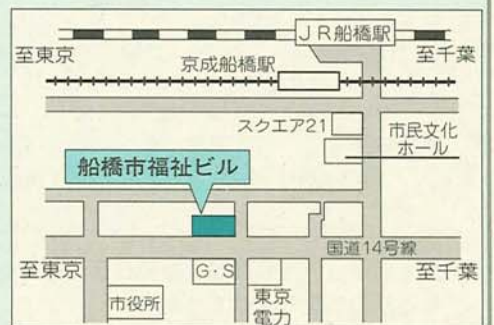 JR船橋駅
至東京
至千葉
京成船橋駅
スクエア21
市民文化
ホール
船橋市福祉ビル
国道14号線
至東京
G・S
至千葉
市役所
東京
電力